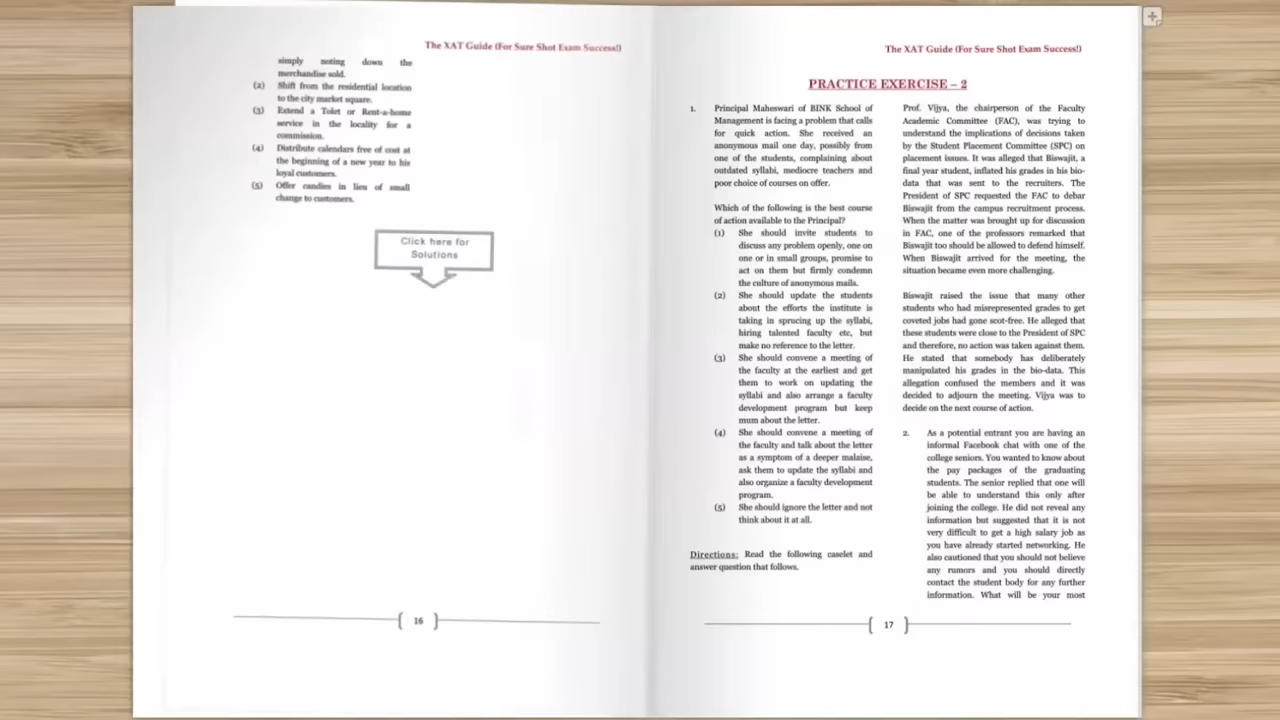 The XAT Guide (For Sure Shot Exam Success!)
simply noting down the
merchandise sold.
(2) Shift from the residential location
to the city market square.
(3) Extend a Tolet or Rent-a-home
service in the locality for a
commission.
(4) Distribute calendars free of cost at
the beginning of a new year to his
loyal customers.
(5) Offer candies in lieu of small
change to customers.
Click here for
Solutions
16
The XAT Guide (For Sure Shot Exam Success!)
PRACTICE EXERCISE – 2
1. Principal Maheswari of BINK School of
Management is facing a problem that calls
for quick action. She received an
anonymous mail one day, possibly from
one of the students, complaining about
outdated syllabi, mediocre teachers and
poor choice of courses on offer.
Which of the following is the best course
of action available to the Principal?
(1) She should invite students to
discuss any problem openly, one on
one or in small groups, promise to
act on them but firmly condemn
the culture of anonymous mails.
(2) She should update the students
about the efforts the institute is
taking in sprucing up the syllabi,
hiring talented faculty etc, but
make no reference to the letter.
(3) She should convene a meeting of
the faculty at the earliest and get
them to work on updating the
syllabi and also arrange a faculty
development program but keep
mum about the letter.
(4) She should convene a meeting of
the faculty and talk about the letter
as a symptom of a deeper malaise,
ask them to update the syllabi and
also organize a faculty development
program.
(5) She should ignore the letter and not
think about it at all.
Directions: Read the following caselet and
answer question that follows.
Prof. Vijya, the chairperson of the Faculty
Academic Committee (FAC), was trying to
understand the implications of decisions taken
by the Student Placement Committee (SPC) on
placement issues. It was alleged that Biswajit, a
final year student, inflated his grades in his bio-
data that was sent to the recruiters. The
President of SPC requested the FAC to debar
Biswajit from the campus recruitment process.
When the matter was brought up for discussion
in FAC, one of the professors remarked that
Biswajit too should be allowed to defend himself.
When Biswajit arrived for the meeting, the
situation became even more challenging.
Biswajit raised the issue that many other
students who had misrepresented grades to get
coveted jobs had gone scot-free. He alleged that
these students were close to the President of SPC
and therefore, no action was taken against them.
He stated that somebody has deliberately
manipulated his grades in the bio-data. This
allegation confused the members and it was
decided to adjourn the meeting. Vijya was to
decide on the next course of action.
2. As a potential entrant you are having an
informal Facebook chat with one of the
college seniors. You wanted to know about
the pay packages of the graduating
students. The senior replied that one will
be able to understand this only after
joining the college. He did not reveal any
information but suggested that it is not
very difficult to get a high salary job as
you have already started networking. He
also cautioned that you should not believe
any rumors and you should directly
contact the student body for any further
information. What will be your most
17